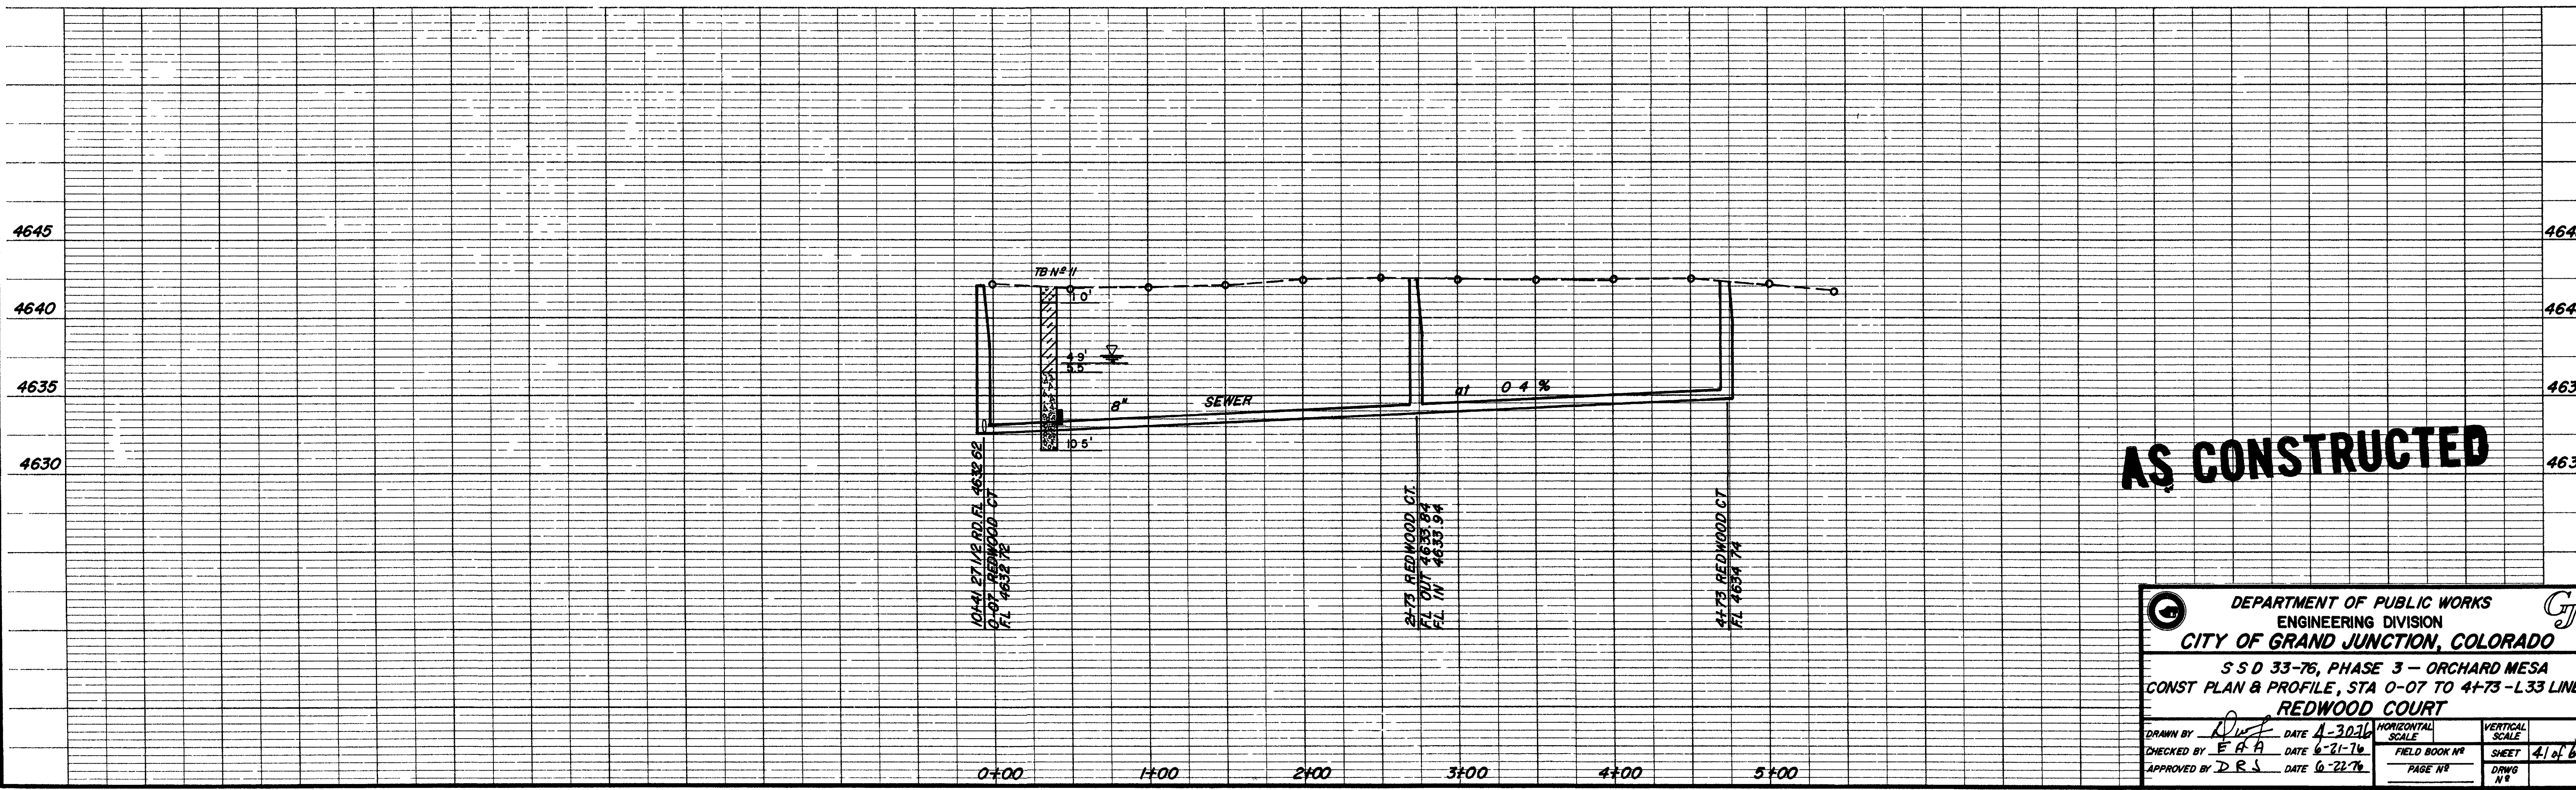 4645
4640
4635
4630
TB Nº 11
1 0'
4 9'
5.5'
10 5'
8"
SEWER
at 0 4 %
10+41 27 1/2 RD. FL 4632 62
0-07 REDWOOD CT
FL 4632 72
2+73 REDWOOD CT.
FL OUT 4633.84
FL. IN 4633.94
4+73 REDWOOD CT
FL 4634 74
0+00
1+00
2+00
3+00
4+00
5+00
AS CONSTRUCTED
DEPARTMENT OF PUBLIC WORKS
ENGINEERING DIVISION
CITY OF GRAND JUNCTION, COLORADO
GJ
S S D 33-76, PHASE 3 — ORCHARD MESA
CONST PLAN & PROFILE, STA 0-07 TO 4+73 - L33 LINE
REDWOOD COURT
DRAWN BY DATE 4-30-76
CHECKED BY E A A DATE 6-21-76
APPROVED BY D R S DATE 6-22-76
HORIZONTAL SCALE
VERTICAL SCALE
FIELD BOOK Nº
SHEET 41 of
PAGE Nº
DRWG Nº